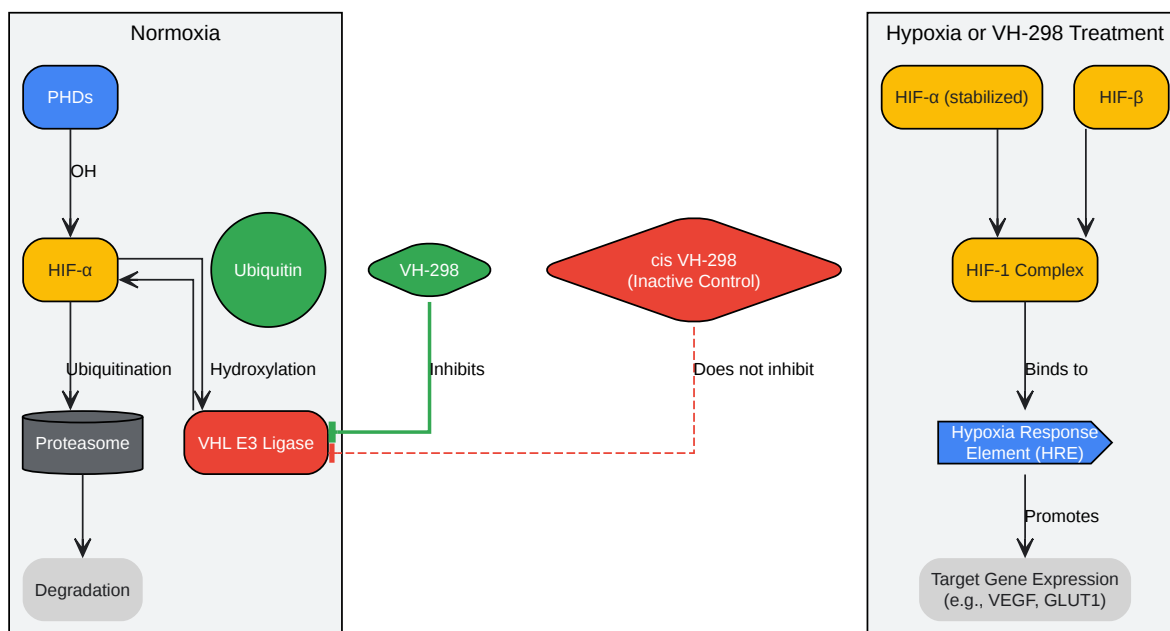 Normoxia
PHDs
OH
HIF-α
Ubiquitin
Ubiquitination
Hydroxylation
Proteasome
VHL E3 Ligase
Degradation
VH-298
Inhibits
cis VH-298
(Inactive Control)
Does not inhibit
Hypoxia or VH-298 Treatment
HIF-α (stabilized)
HIF-β
HIF-1 Complex
Binds to
Hypoxia Response
Element (HRE)
Promotes
Target Gene Expression
(e.g., VEGF, GLUT1)